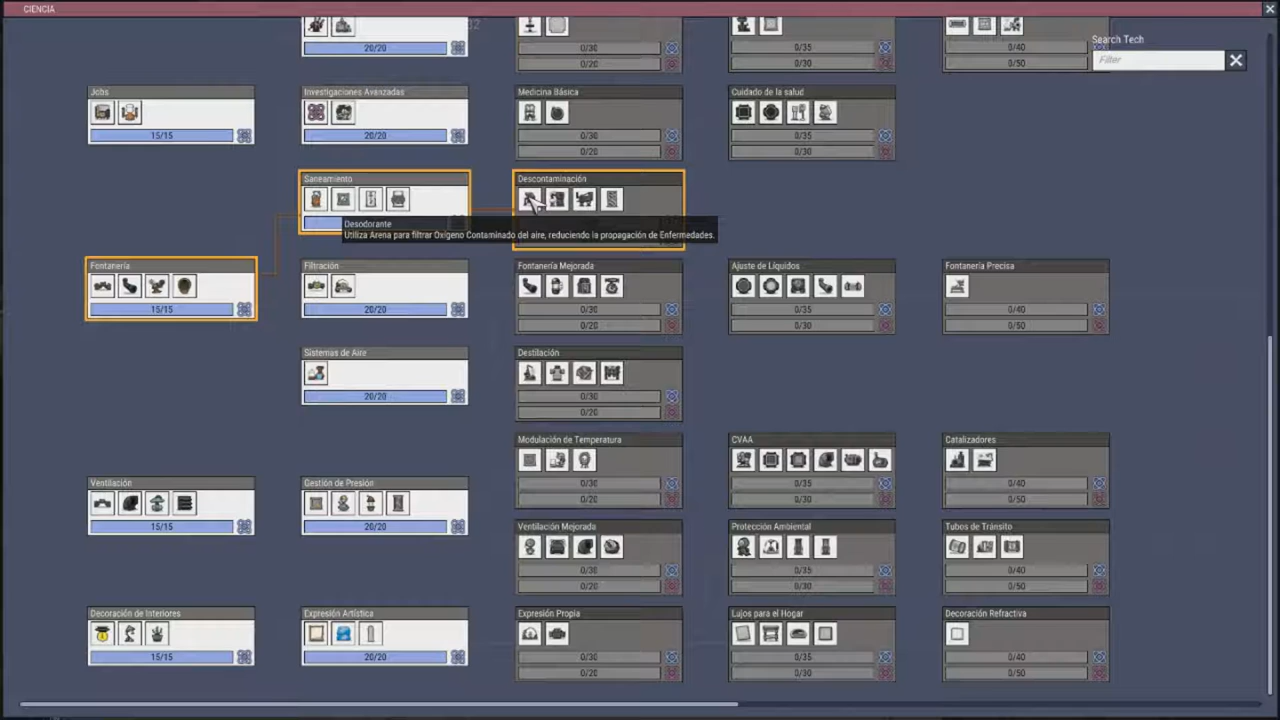 CIENCIA
20/20
0/30
0/20
0/35
0/30
0/40
0/50
Search Tech
Filter
Jobs
15/15
Investigaciones Avanzadas
20/20
Medicina Básica
0/30
0/20
Cuidado de la salud
0/35
0/30
Saneamiento
Descontaminación
Desodorante
Utiliza Arena para filtrar Oxígeno Contaminado del aire, reduciendo la propagación de Enfermedades.
Fontanería
15/15
Filtración
20/20
Fontanería Mejorada
0/30
0/20
Ajuste de Líquidos
0/35
0/30
Fontanería Precisa
0/40
0/50
Sistemas de Aire
20/20
Destilación
0/30
0/20
Modulación de Temperatura
0/30
0/20
CVAA
0/35
0/30
Catalizadores
0/40
0/50
Ventilación
15/15
Gestión de Presión
20/20
Ventilación Mejorada
0/30
0/20
Protección Ambiental
0/35
0/30
Tubos de Tránsito
0/40
0/50
Decoración de Interiores
15/15
Expresión Artística
20/20
Expresión Propia
0/30
0/20
Lujos para el Hogar
0/35
0/30
Decoración Refractiva
0/40
0/50